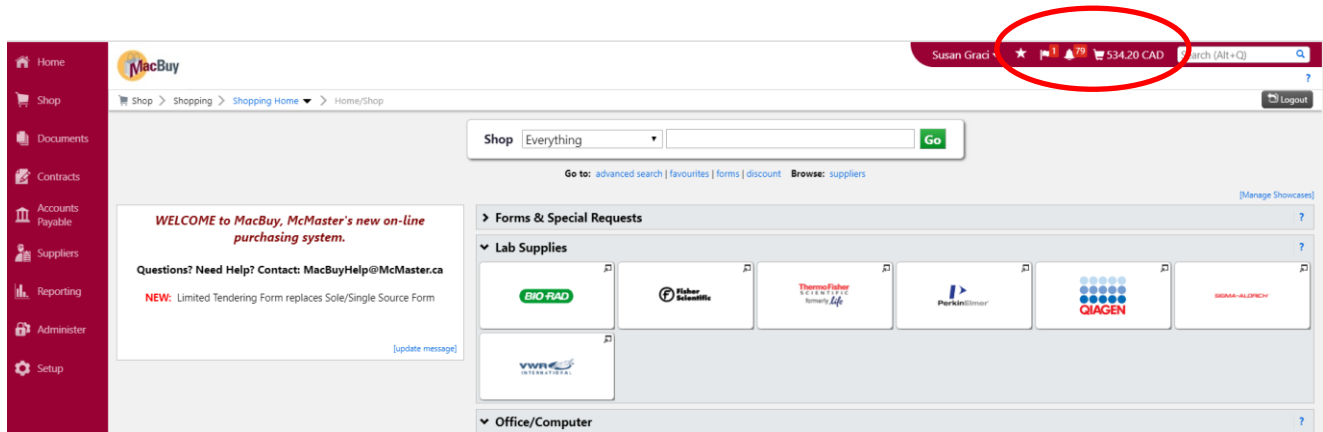 Home
Shop
Documents
Contracts
Accounts
Payable
Suppliers
Reporting
Administer
Setup
MacBuy
Susan Graci
1
79
534.20 CAD
Search (Alt+Q)
?
Shop > Shopping > Shopping Home > Home/Shop
Logout
Shop Everything Go
Go to: advanced search | favourites | forms | discount Browse: suppliers
[Manage Showcases]
WELCOME to MacBuy, McMaster's new on-line
purchasing system.
Questions? Need Help? Contact: MacBuyHelp@McMaster.ca
NEW: Limited Tendering Form replaces Sole/Single Source Form
[update message]
Forms & Special Requests ?
Lab Supplies ?
BIO-RAD
Fisher
Scientific
ThermoFisher
SCIENTIFIC
formerly life
PerkinElmer
QIAGEN
SIGMA-ALDRICH
VWR
INTERNATIONAL
Office/Computer ?